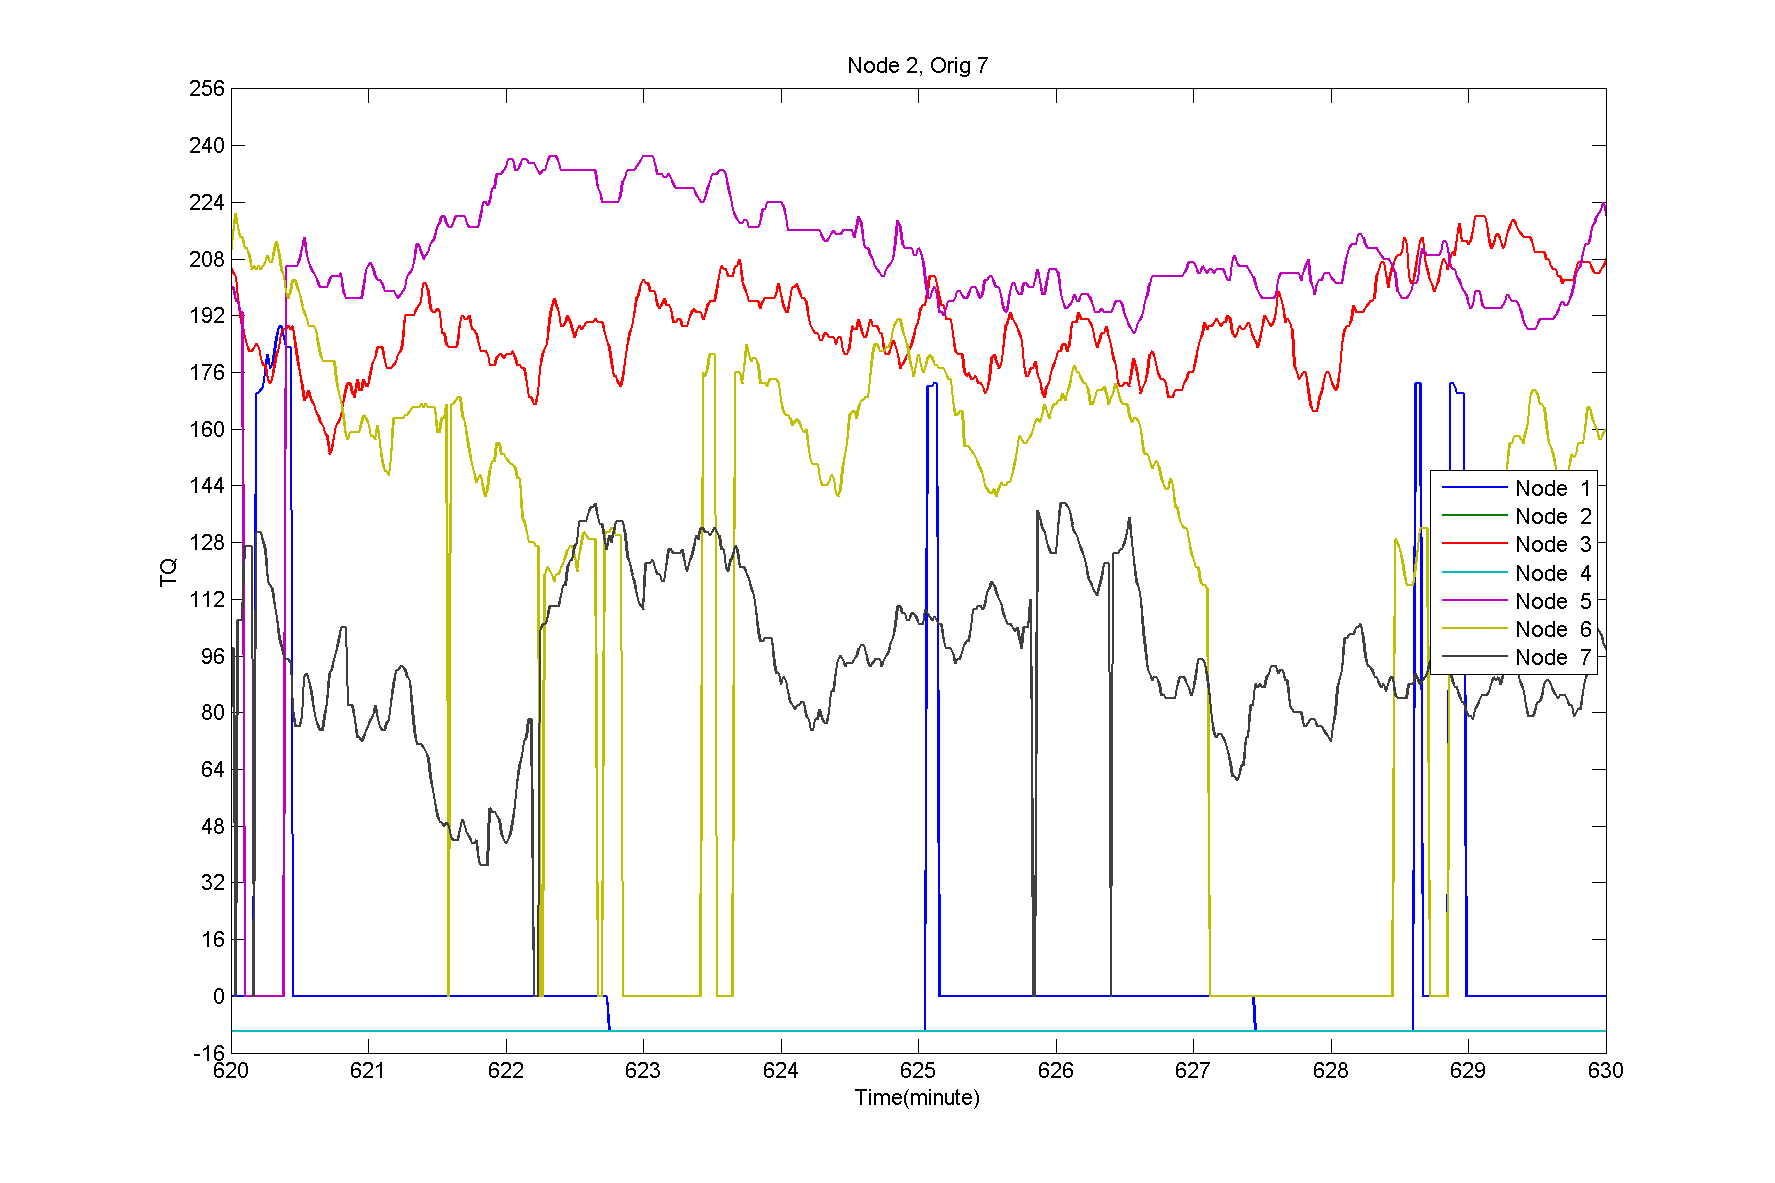 Node 2, Orig 7
256
240
224
208
192
176
160
144
128
112
96
80
64
48
32
16
0
-16
TQ
620 621 622 623 624 625 626 627 628 629 630
Time(minute)
Node 1
Node 2
Node 3
Node 4
Node 5
Node 6
Node 7